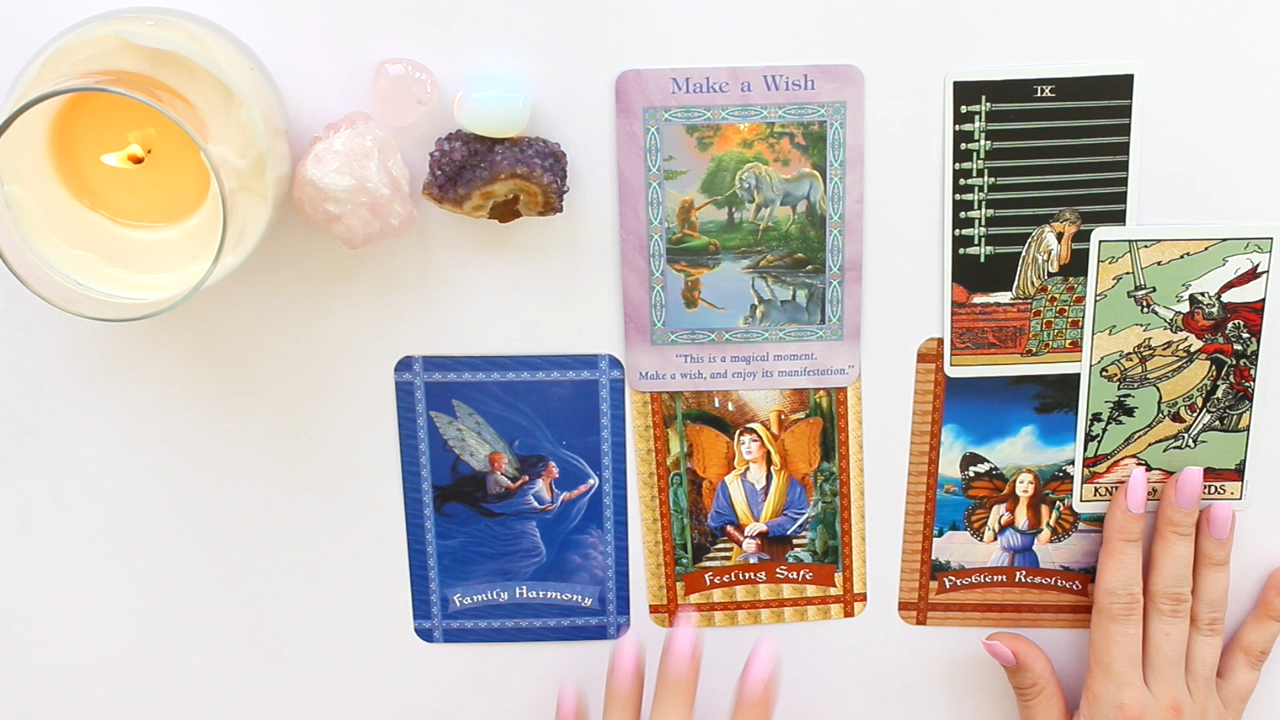 Make a Wish
"This is a magical moment.
Make a wish, and enjoy its manifestation."
IX
Family Harmony
Feeling Safe
Problem Resolved